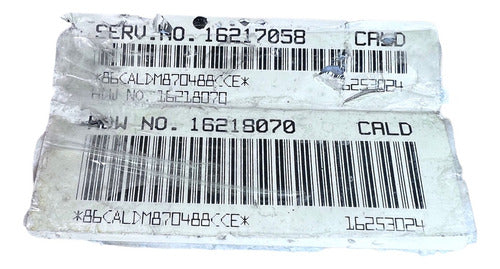 SERV.NO. 16217058 CALD
*86CALDM870488CCE* 16253024
HDW NO. 16218070
HDW NO. 16218070 CALD
*86CALDM870488CCE* 16253024